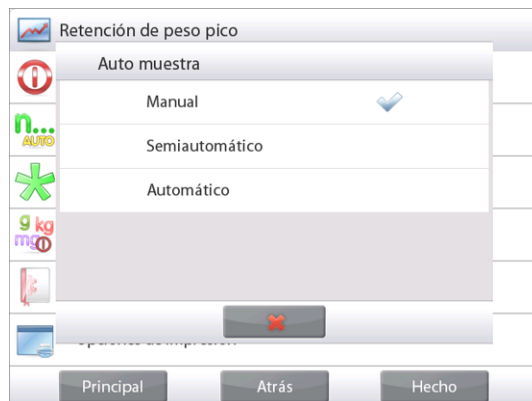 Retención de peso pico
Auto muestra
Manual
n...
AUTO
Semiautomático
Automático
g kg
mg
Principal
Atrás
Hecho